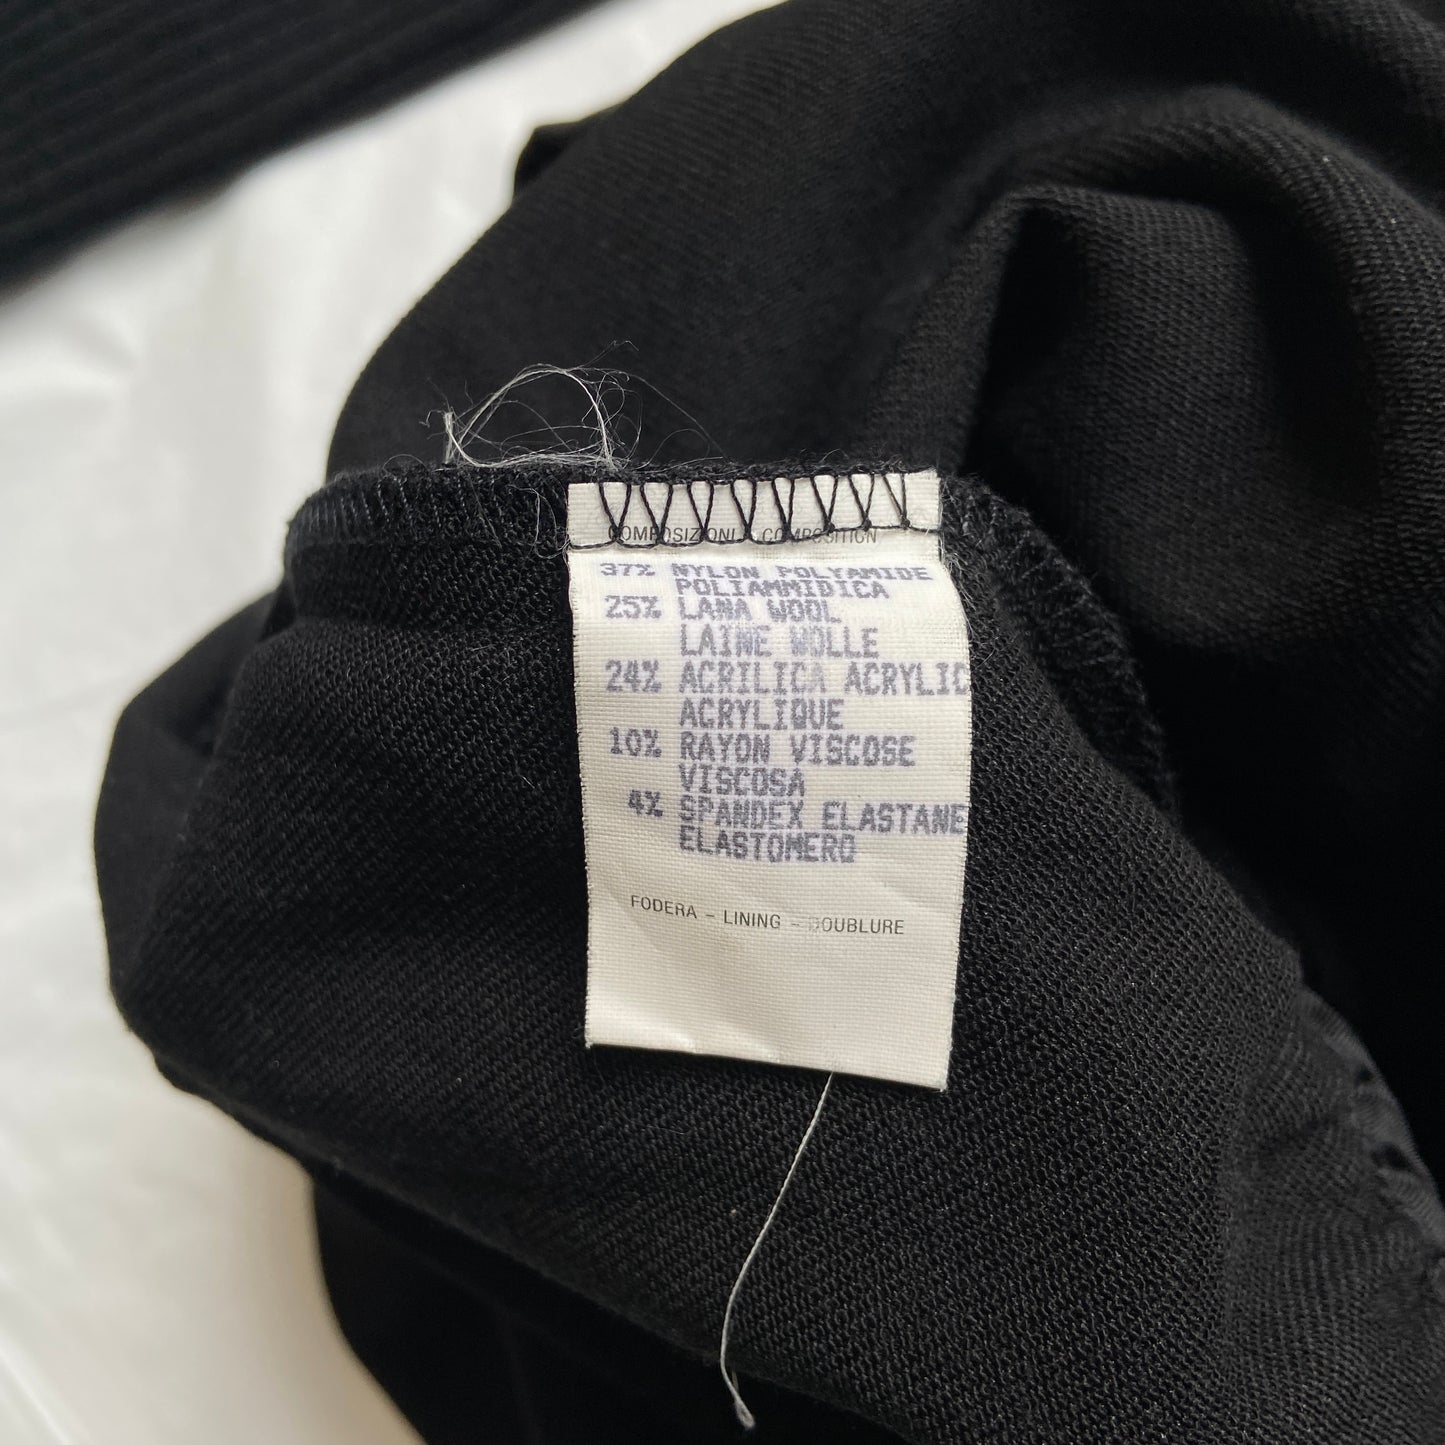 COMPOSIZIONI - COMPOSITION
37% NYLON POLYAMIDE
POLIAMMIDICA
25% LANA WOOL
LAINE WOLLE
24% ACRILICA ACRYLIC
ACRYLIQUE
10% RAYON VISCOSE
VISCOSA
4% SPANDEX ELASTANE
ELASTOMERO
FODERA - LINING - DOUBLURE